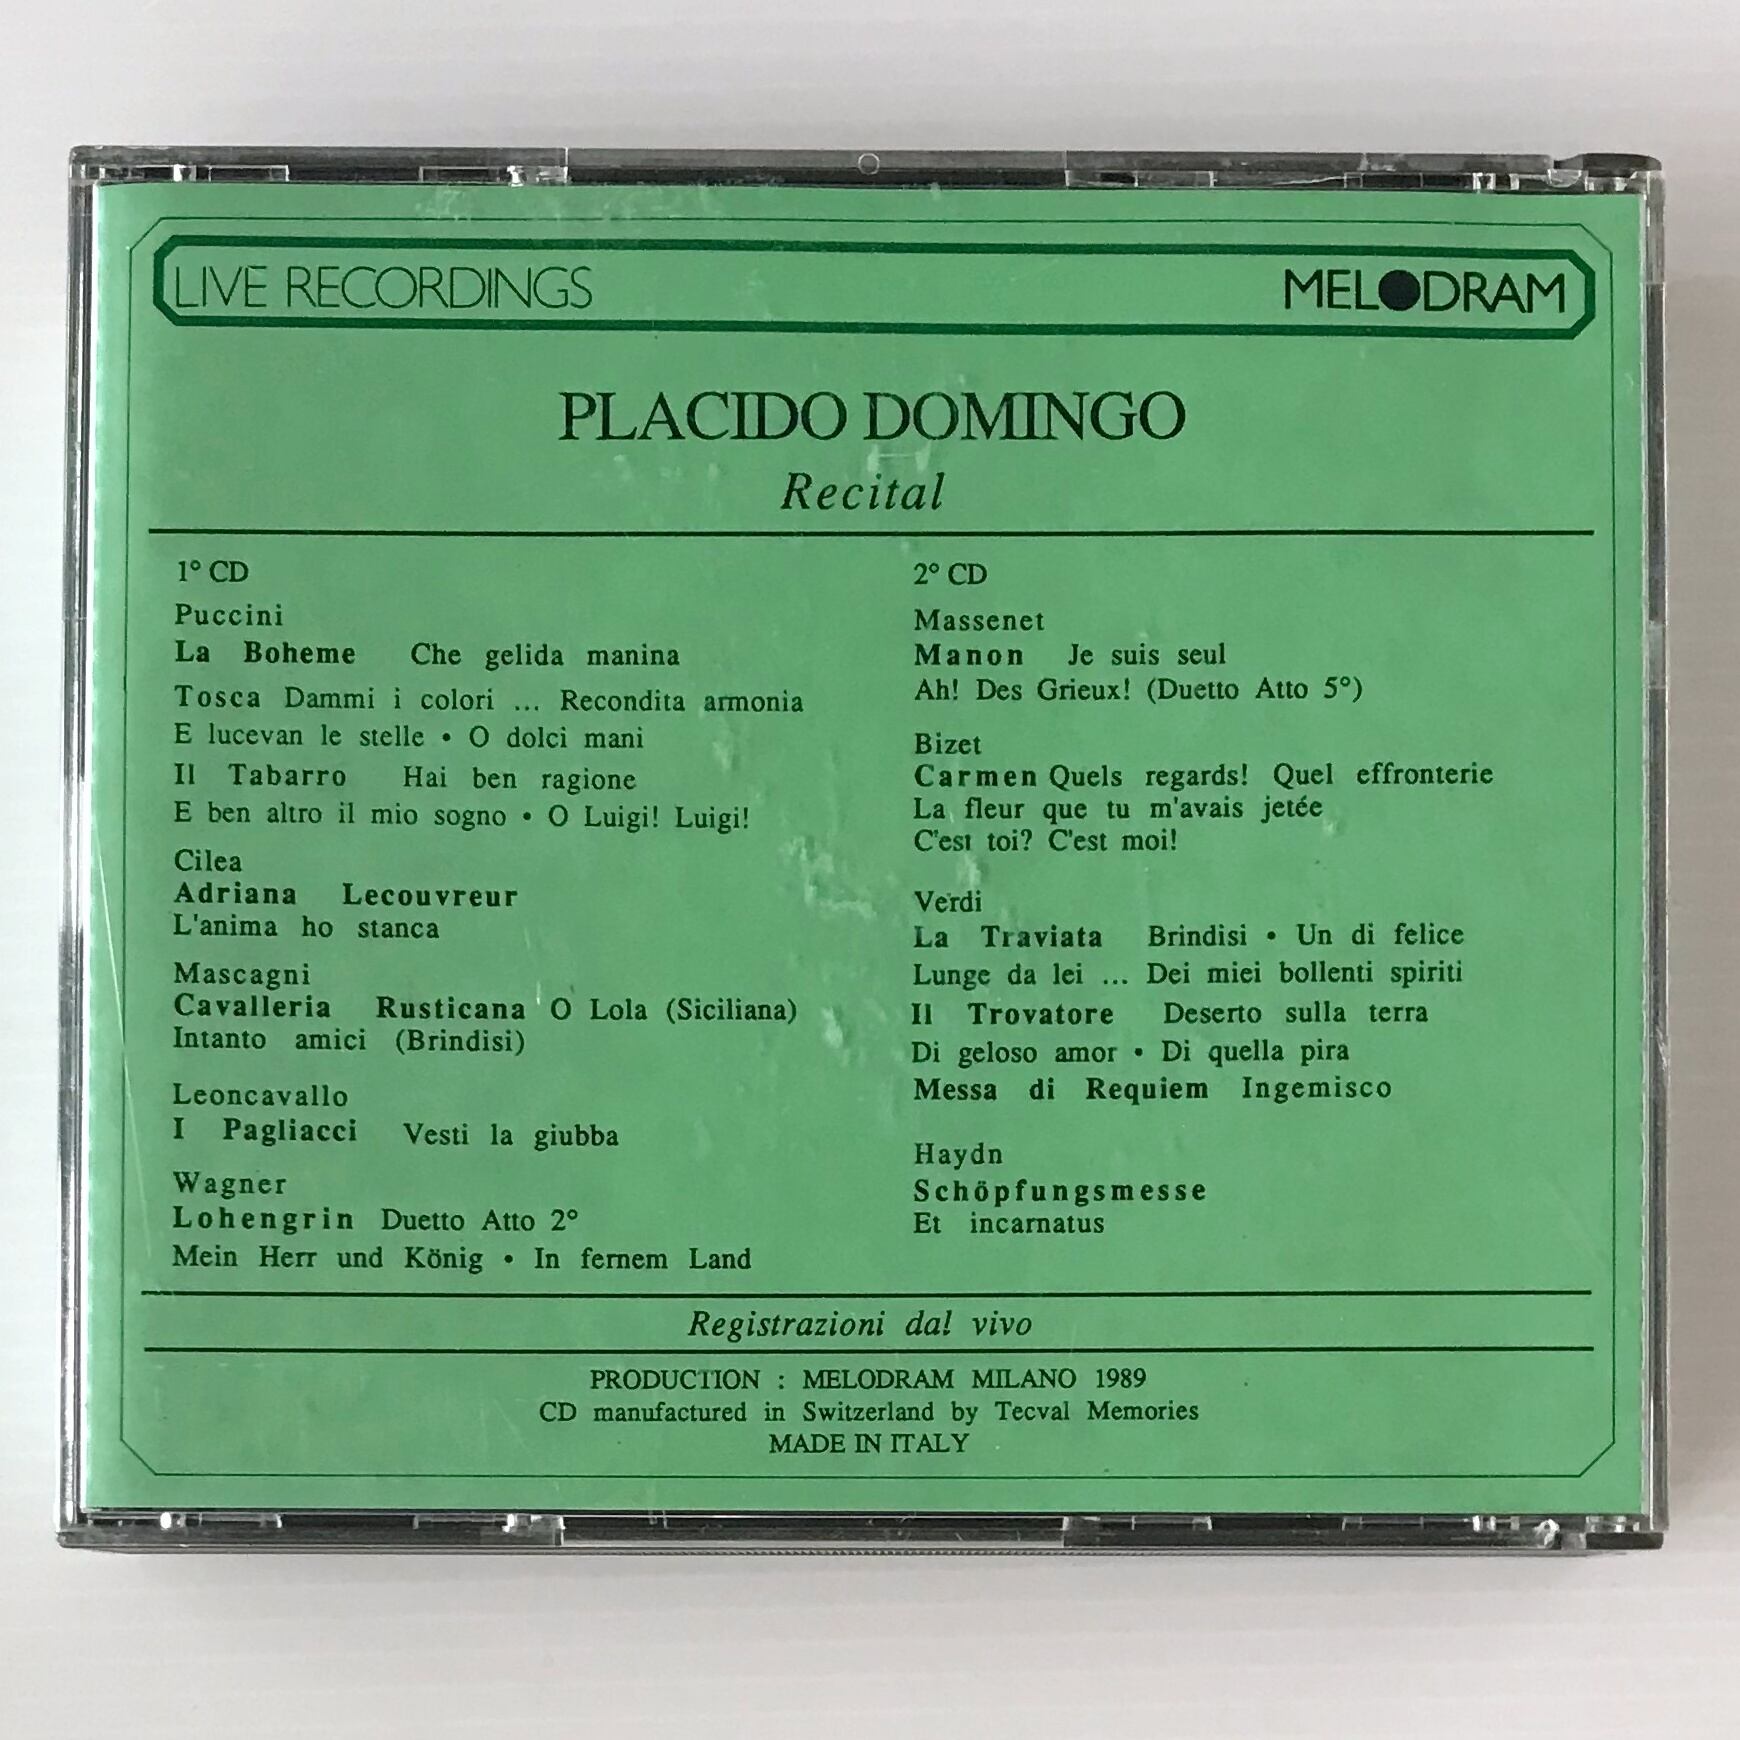 LIVE RECORDINGS
MELODRAM
PLACIDO DOMINGO
Recital
1° CD
Puccini
La Boheme Che gelida manina
Tosca Dammi i colori ... Recondita armonia
E lucevan le stelle • O dolci mani
Il Tabarro Hai ben ragione
E ben altro il mio sogno • O Luigi! Luigi!
Cilea
Adriana Lecouvreur
L'anima ho stanca
Mascagni
Cavalleria Rusticana O Lola (Siciliana)
Intanto amici (Brindisi)
Leoncavallo
I Pagliacci Vesti la giubba
Wagner
Lohengrin Duetto Atto 2°
Mein Herr und König • In fernem Land
2° CD
Massenet
Manon Je suis seul
Ah! Des Grieux! (Duetto Atto 5°)
Bizet
Carmen Quels regards! Quel effronterie
La fleur que tu m'avais jetée
C'est toi? C'est moi!
Verdi
La Traviata Brindisi • Un di felice
Lunge da lei ... Dei miei bollenti spiriti
Il Trovatore Deserto sulla terra
Di geloso amor • Di quella pira
Messa di Requiem Ingemisco
Haydn
Schöpfungsmesse
Et incarnatus
Registrazioni dal vivo
PRODUCTION : MELODRAM MILANO 1989
CD manufactured in Switzerland by Tecval Memories
MADE IN ITALY